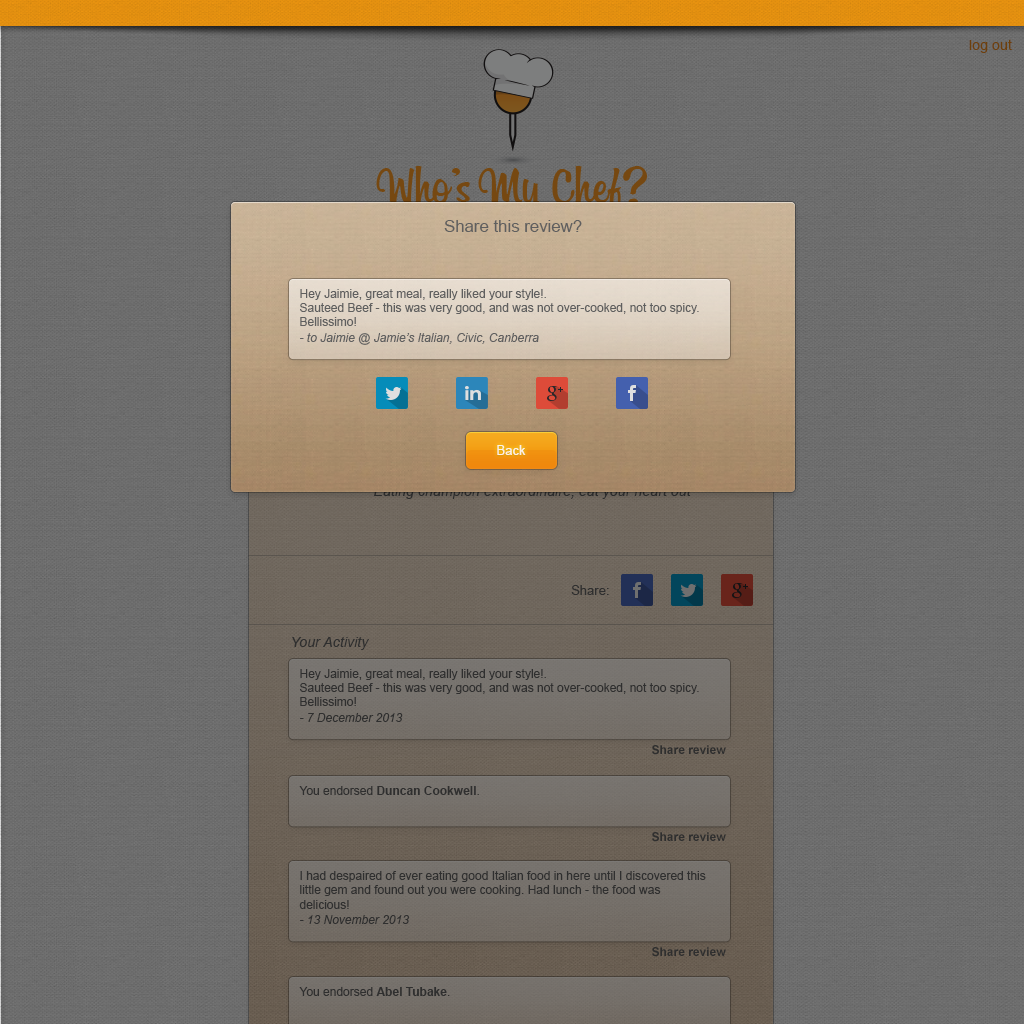 log out
Who's My Chef?
Share this review?
Hey Jaimie, great meal, really liked your style!.
Sauteed Beef - this was very good, and was not over-cooked, not too spicy.
Bellissimo!
- to Jaimie @ Jamie's Italian, Civic, Canberra
in
g+
f
Back
Eating champion extraordinaire, eat your heart out
Share:
f
g+
Your Activity
Hey Jaimie, great meal, really liked your style!.
Sauteed Beef - this was very good, and was not over-cooked, not too spicy.
Bellissimo!
- 7 December 2013
Share review
You endorsed Duncan Cookwell.
Share review
I had despaired of ever eating good Italian food in here until I discovered this
little gem and found out you were cooking. Had lunch - the food was
delicious!
- 13 November 2013
Share review
You endorsed Abel Tubake.